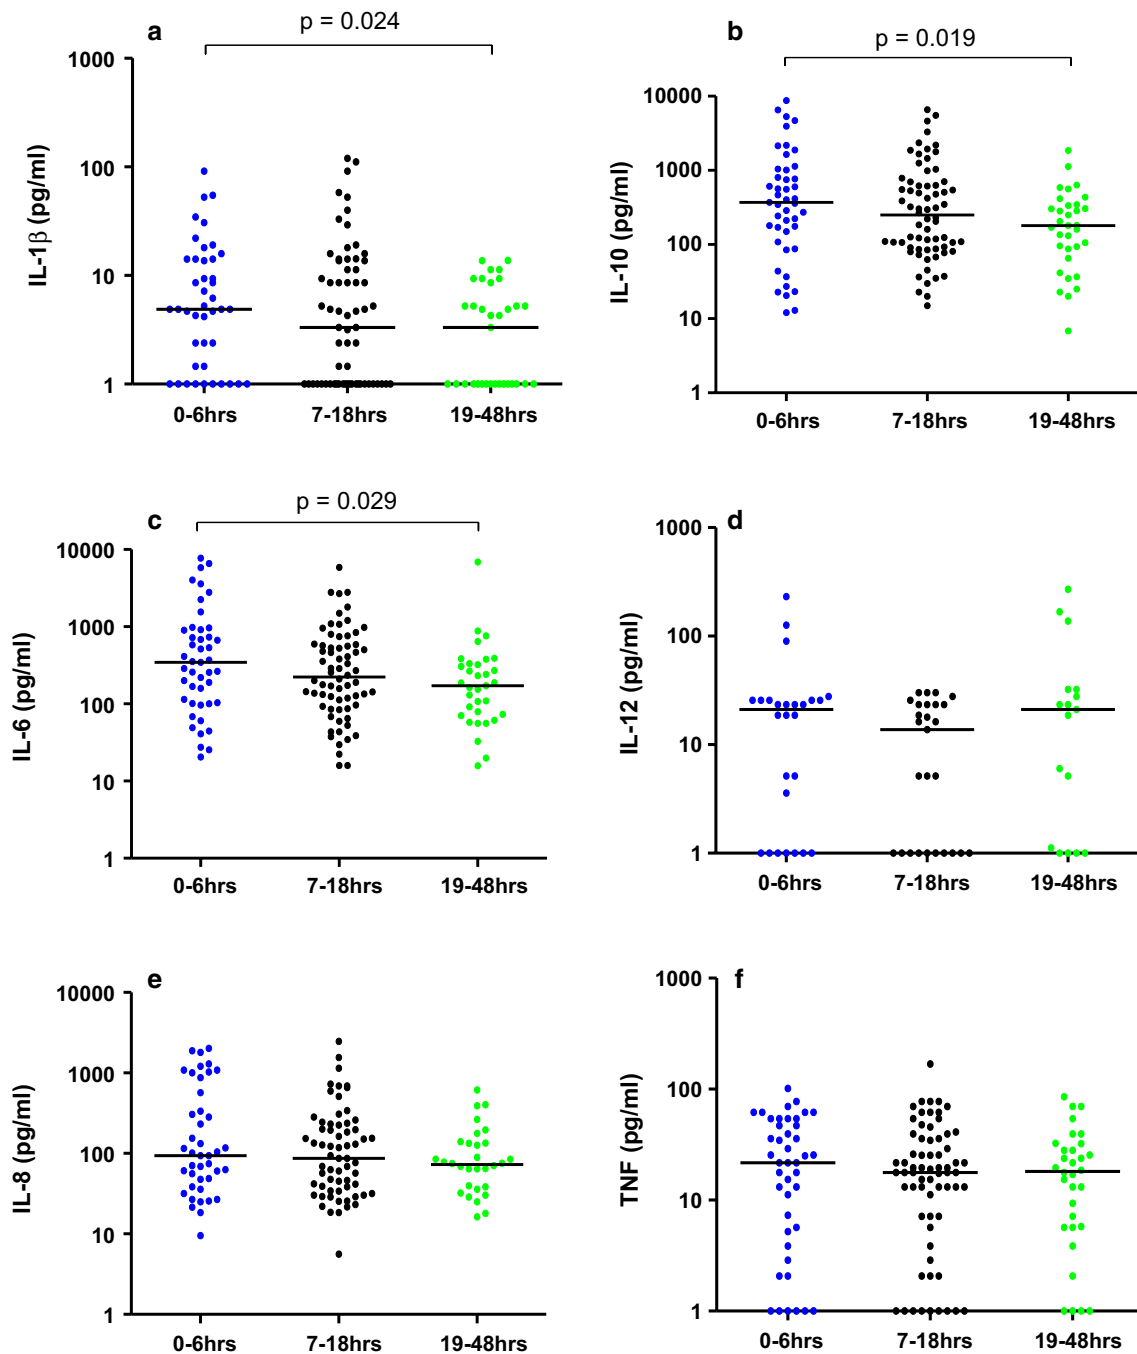 a
p = 0.024
IL-1β (pg/ml)
1000
100
10
1
0-6hrs 7-18hrs 19-48hrs
b
p = 0.019
IL-10 (pg/ml)
10000
1000
100
10
1
0-6hrs 7-18hrs 19-48hrs
c
p = 0.029
IL-6 (pg/ml)
10000
1000
100
10
1
0-6hrs 7-18hrs 19-48hrs
d
IL-12 (pg/ml)
1000
100
10
1
0-6hrs 7-18hrs 19-48hrs
e
IL-8 (pg/ml)
10000
1000
100
10
1
0-6hrs 7-18hrs 19-48hrs
f
TNF (pg/ml)
1000
100
10
1
0-6hrs 7-18hrs 19-48hrs